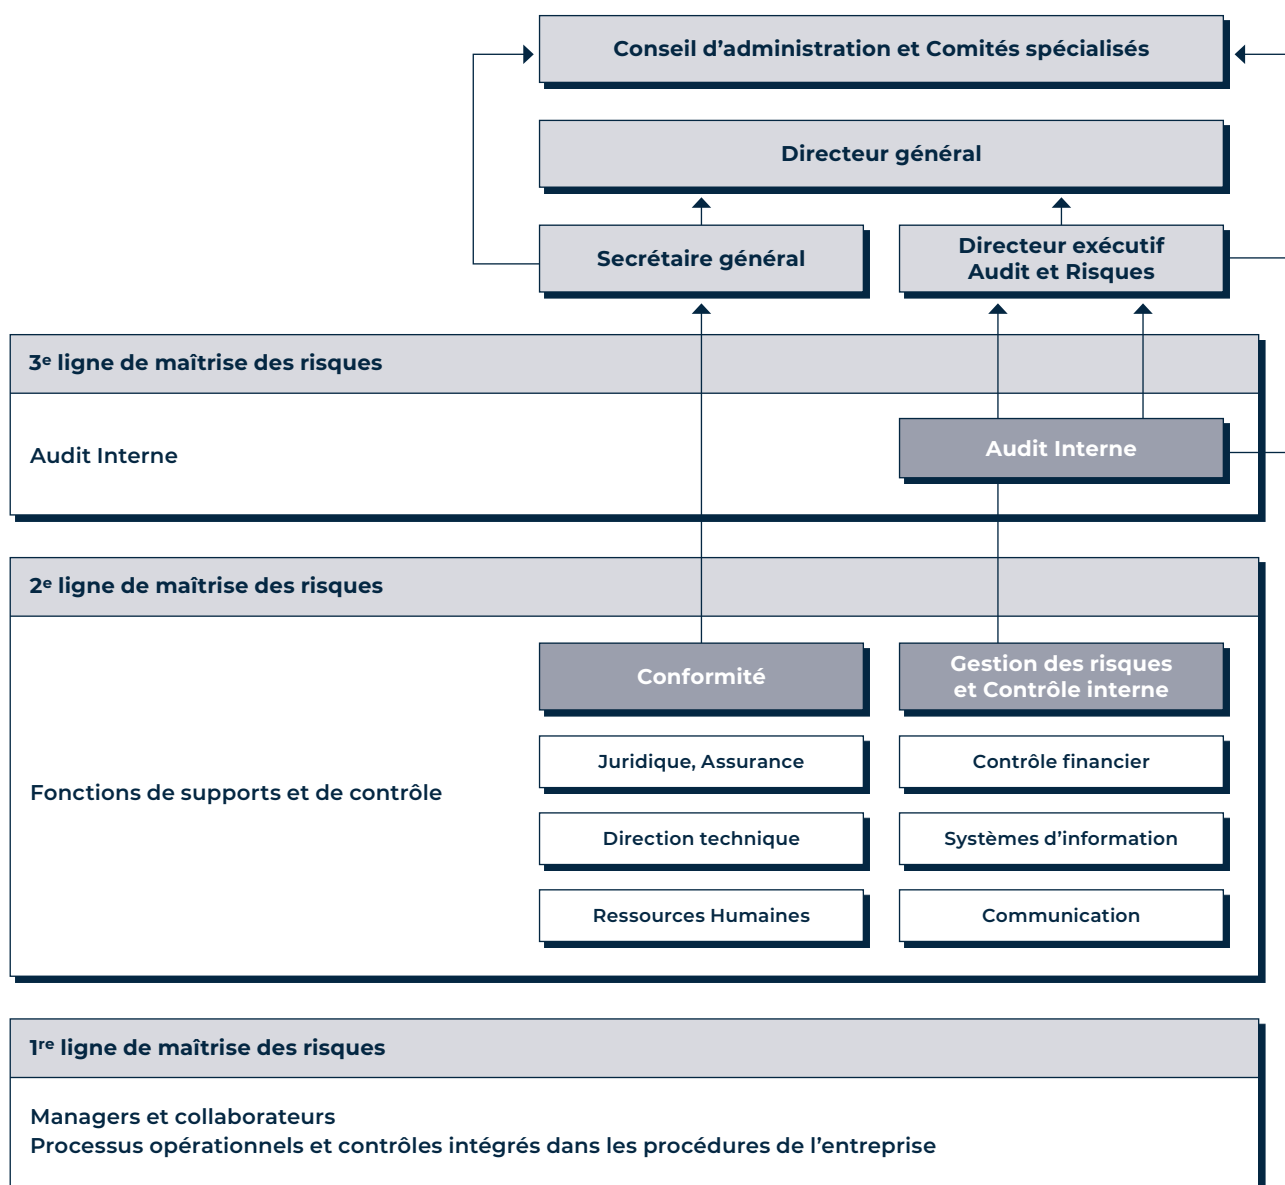 Conseil d’administration et Comités spécialisés
Directeur général
Secrétaire général
Directeur exécutif
Audit et Risques
3e ligne de maîtrise des risques
Audit Interne
Audit Interne
2e ligne de maîtrise des risques
Fonctions de supports et de contrôle
Conformité
Gestion des risques
et Contrôle interne
Juridique, Assurance
Contrôle financier
Direction technique
Systèmes d’information
Ressources Humaines
Communication
1re ligne de maîtrise des risques
Managers et collaborateurs
Processus opérationnels et contrôles intégrés dans les procédures de l’entreprise